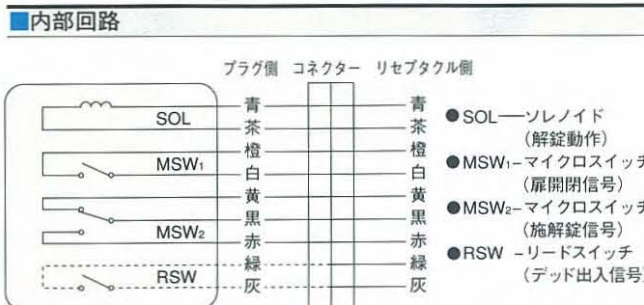 ■内部回路
プラグ側 コネクター リセプタクル側
SOL 青 青
茶 茶
MSW₁ 橙 橙
白 白
黄 黄
黒 黒
MSW₂ 赤 赤
緑 緑
RSW 灰 灰
●SOL―ソレノイド
(解錠動作)
●MSW₁-マイクロスイッチ
(扉開閉信号)
●MSW₂-マイクロスイッチ
(施解錠信号)
●RSW -リードスイッチ
(デッド出入信号)